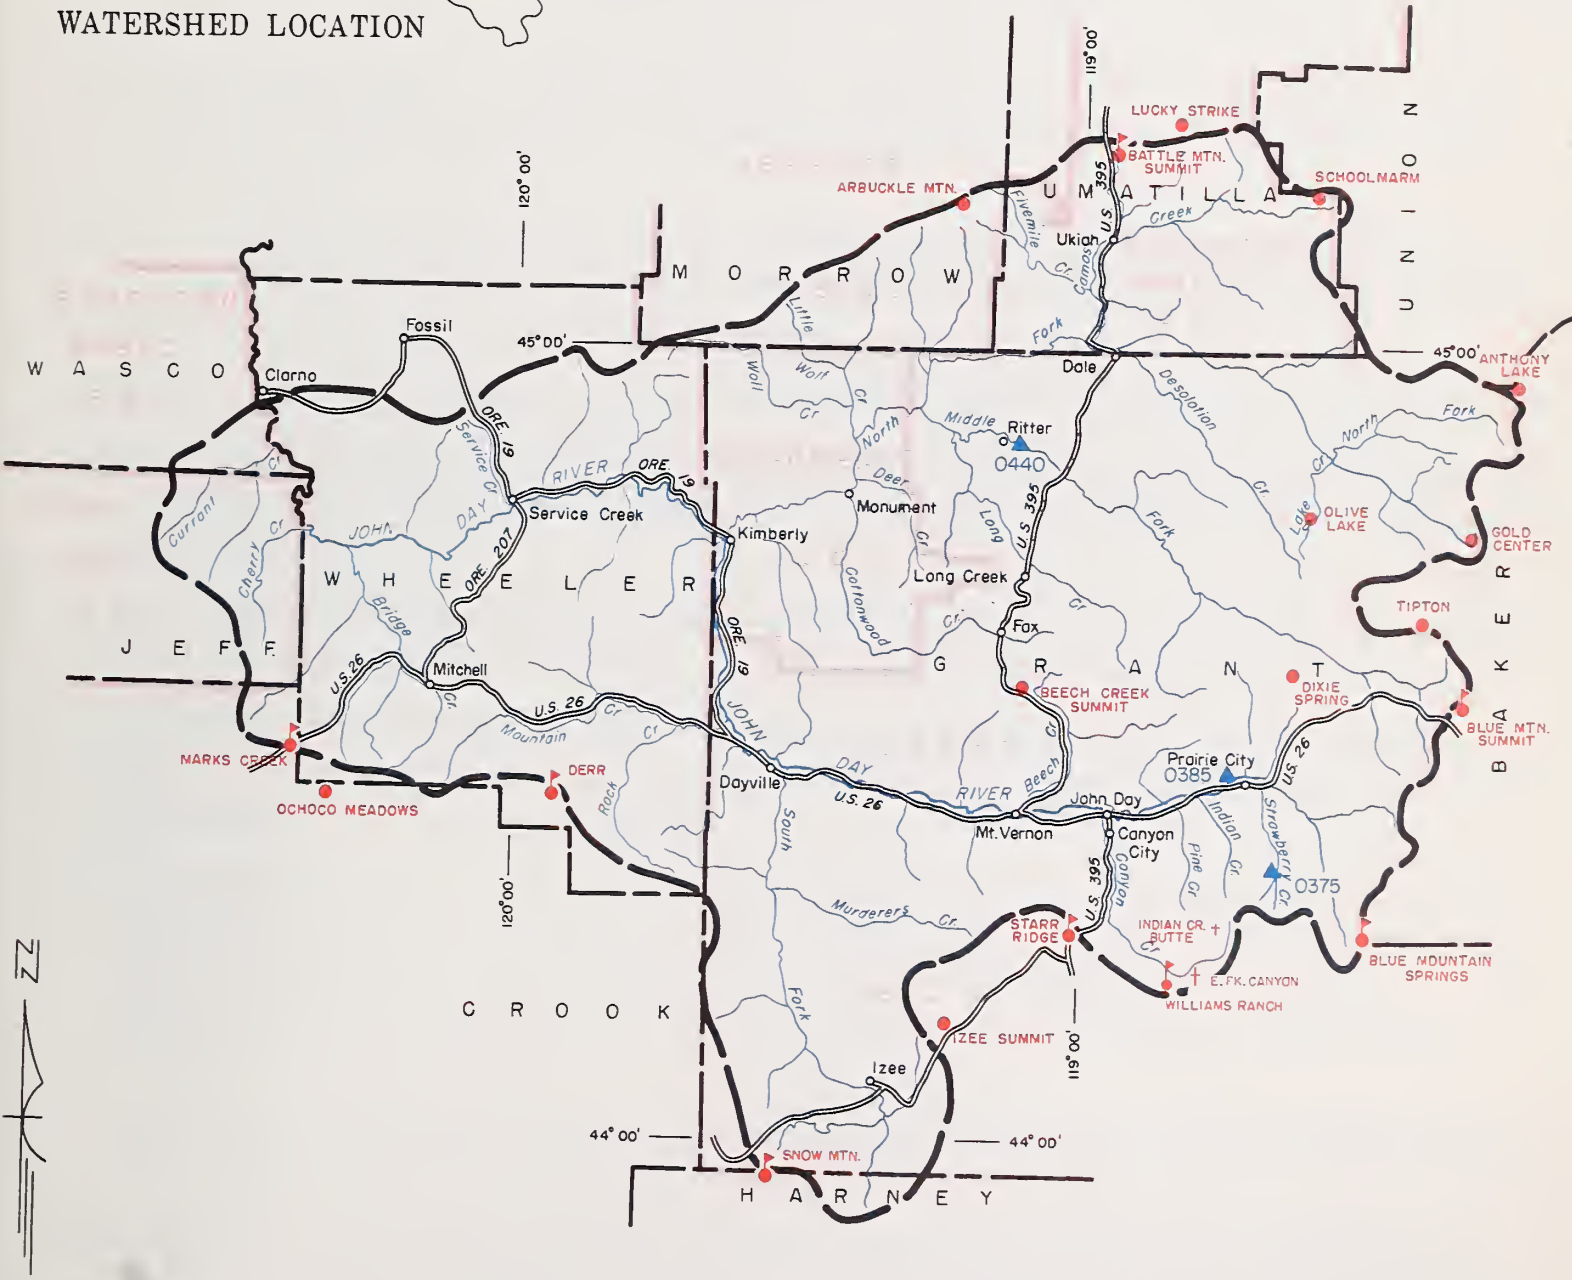 WATERSHED LOCATION
119° 00'
LUCKY STRIKE
BATTLE MTN.
SUMMIT
SCHOOLMARM
ARBUCKLE MTN.
U M A T I L L A
U N I O N
U.S. 395
120° 00'
Fivemile
Cr.
Ukiah
Camas
Creek
M O R R O W
Little
Fork
Fossil
45° 00'
45° 00'
ANTHONY
LAKE
W A S C O
Clarno
Wall
Wolf
Cr
Cr
Dale
Desolation
Cr.
ORE. 19
Service Cr.
North
Middle
Ritter
0440
North
Fork
RIVER
ORE. 19
Deer
Cr.
Monument
Long
U.S. 395
Fork
Cr.
Lake
OLIVE
LAKE
GOLD
CENTER
Cr.
Currant
Cherry
Cr
JOHN
DAY
Service Creek
Kimberly
ORE. 207
W H E E L E R
Long Creek
Cottonwood
Cr.
Cr.
Bridge
ORE. 19
Fox
TIPTON
B A K E R
J E F F.
U.S. 26
Mitchell
Cr.
G R A N T
BEECH CREEK
SUMMIT
DIXIE
SPRING
U.S. 26
Cr
Mountain
Cr
JOHN
Cr.
BLUE MTN.
SUMMIT
MARKS CREEK
DERR
Dayville
DAY
Beech
Prairie City
0385
U.S. 26
OCHOCO MEADOWS
Rock
U.S. 26
RIVER
John Day
Mt. Vernon
Canyon
City
Indian
Cr.
Strawberry
Cr.
South
Pine Cr.
0375
120° 00'
U.S. 395
Canyon
Cr
Murderers
Cr.
STARR
RIDGE
INDIAN CR.
BUTTE
BLUE MOUNTAIN
SPRINGS
E. FK. CANYON
WILLIAMS RANCH
C R O O K
Fork
IZEE SUMMIT
119° 00'
Izee
44° 00'
44° 00'
SNOW MTN.
H A R N E Y